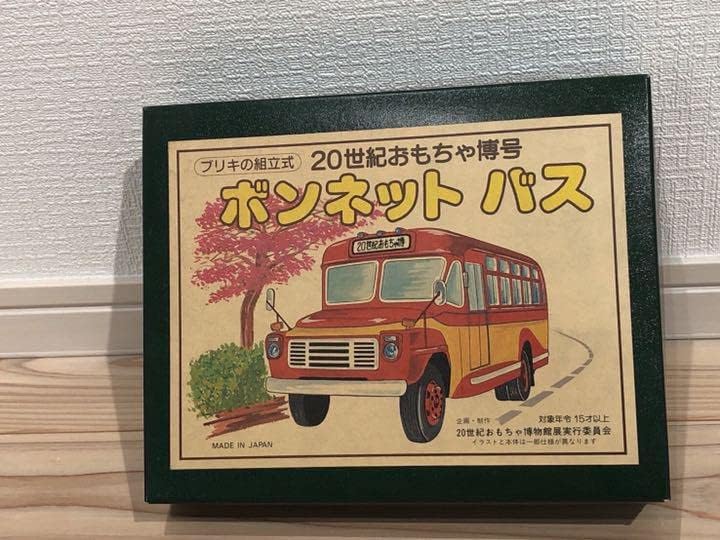 ブリキの組立式 20世紀おもちゃ博号
ボンネット バス
20世紀おもちゃ博
企画・制作 対象年令 15才以上
20世紀おもちゃ博物館展実行委員会
イラストと本体は一部仕様が異なります
MADE IN JAPAN